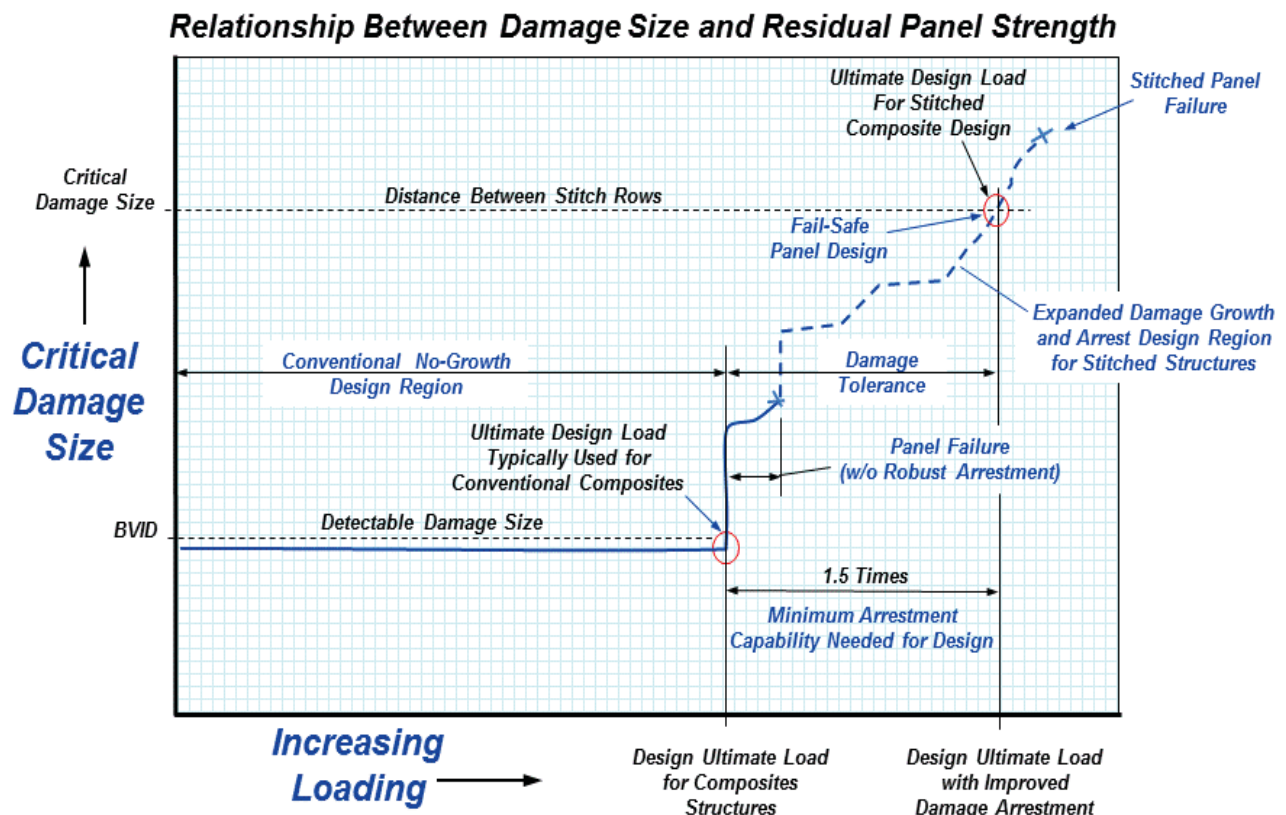 Relationship Between Damage Size and Residual Panel Strength
Ultimate Design Load
For Stitched
Composite Design
Stitched Panel
Failure
Critical
Damage Size
Distance Between Stitch Rows
Fail-Safe
Panel Design
Critical
Damage
Size
Conventional No-Growth
Design Region
Damage
Tolerance
Expanded Damage Growth
and Arrest Design Region
for Stitched Structures
Ultimate Design Load
Typically Used for
Conventional Composites
Panel Failure
(w/o Robust Arrestment)
BVID
Detectable Damage Size
1.5 Times
Minimum Arrestment
Capability Needed for Design
Increasing
Loading
Design Ultimate Load
for Composites
Structures
Design Ultimate Load
with Improved
Damage Arrestment